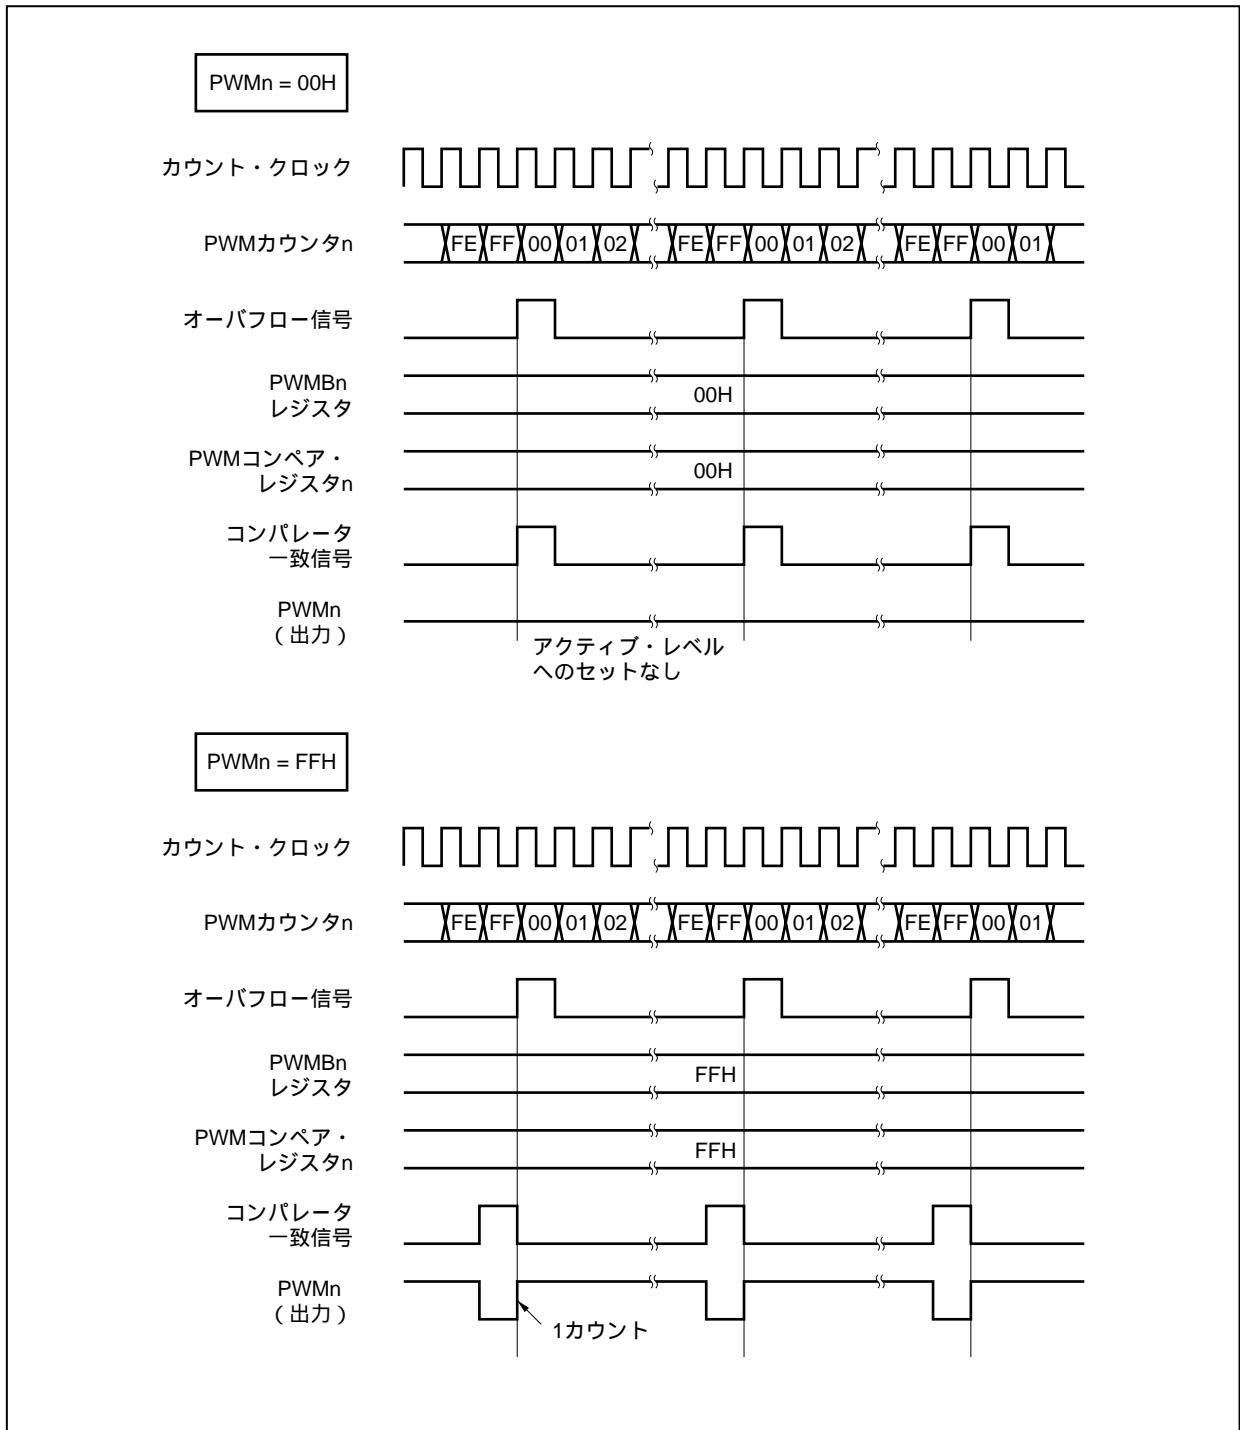 PWMn = 00H
カウント・クロック
PWMカウンタn
FE FF 00 01 02 FE FF 00 01 02 FE FF 00 01
オーバフロー信号
PWMBn
レジスタ
00H
PWMコンペア・
レジスタn
00H
コンパレータ
一致信号
PWMn
（出力）
アクティブ・レベル
へのセットなし
PWMn = FFH
カウント・クロック
PWMカウンタn
FE FF 00 01 02 FE FF 00 01 02 FE FF 00 01
オーバフロー信号
PWMBn
レジスタ
FFH
PWMコンペア・
レジスタn
FFH
コンパレータ
一致信号
PWMn
（出力）
1カウント